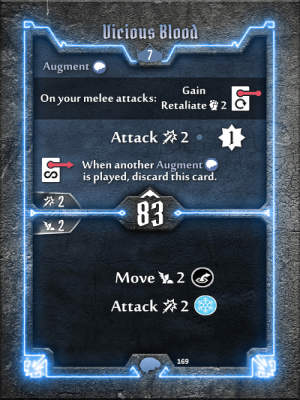 Vicious Blood
7
Augment
On your melee attacks: Gain
Retaliate 2
Attack 2
1
When another Augment
is played, discard this card.
2
83
2
Move 2
Attack 2
169